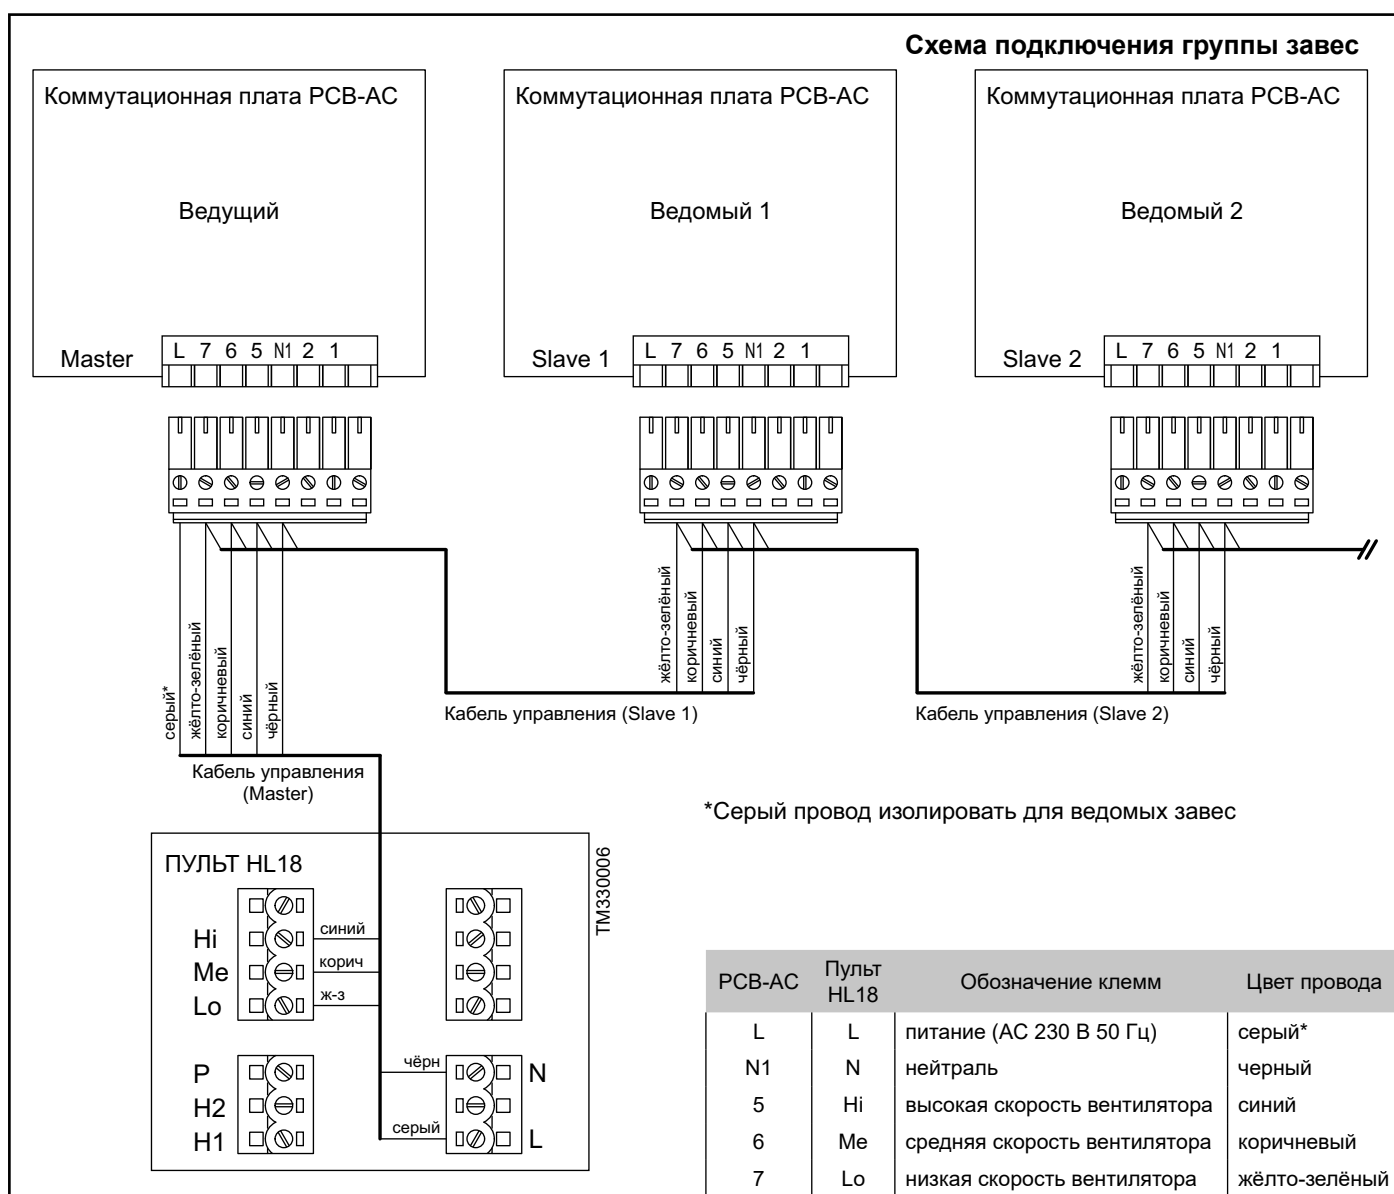 Схема подключения группы завес
Коммутационная плата PCB-AC
Ведущий
Master
L 7 6 5 N1 2 1
Коммутационная плата PCB-AC
Ведомый 1
Slave 1
L 7 6 5 N1 2 1
Коммутационная плата PCB-AC
Ведомый 2
Slave 2
L 7 6 5 N1 2 1
серый*
жёлто-зелёный
коричневый
синий
чёрный
жёлто-зелёный
коричневый
синий
чёрный
жёлто-зелёный
коричневый
синий
чёрный
Кабель управления (Slave 1)
Кабель управления (Slave 2)
Кабель управления
(Master)
*Серый провод изолировать для ведомых завес
ПУЛЬТ HL18
TM330006
Hi
синий
Me
корич
Lo
ж-з
P
чёрн
N
H2
H1
серый
L
PCB-AC Пульт HL18 Обозначение клемм Цвет провода
L L питание (AC 230 В 50 Гц) серый*
N1 N нейтраль черный
5 Hi высокая скорость вентилятора синий
6 Me средняя скорость вентилятора коричневый
7 Lo низкая скорость вентилятора жёлто-зелёный